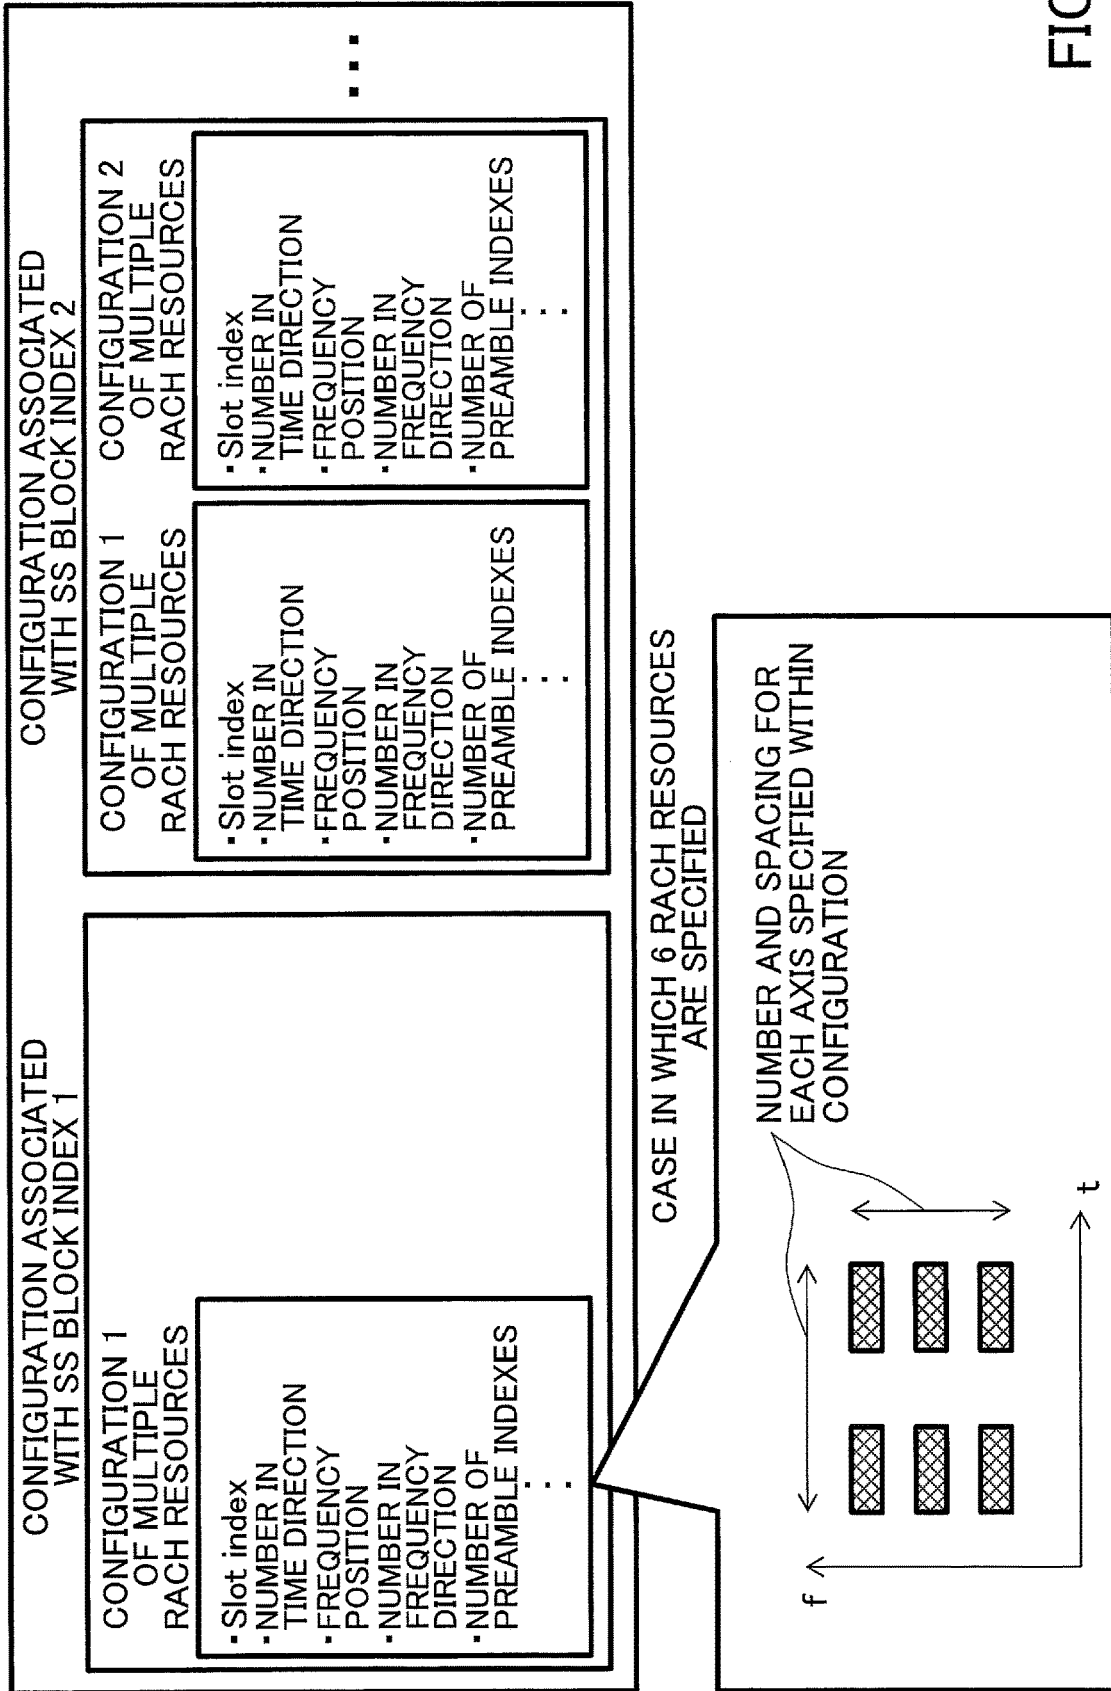 CONFIGURATION ASSOCIATED
WITH SS BLOCK INDEX 1
CONFIGURATION 1
OF MULTIPLE
RACH RESOURCES
・Slot index
・NUMBER IN
TIME DIRECTION
・FREQUENCY
POSITION
・NUMBER IN
FREQUENCY
DIRECTION
・NUMBER OF
PREAMBLE INDEXES
...
CONFIGURATION ASSOCIATED
WITH SS BLOCK INDEX 2
CONFIGURATION 1
OF MULTIPLE
RACH RESOURCES
・Slot index
・NUMBER IN
TIME DIRECTION
・FREQUENCY
POSITION
・NUMBER IN
FREQUENCY
DIRECTION
・NUMBER OF
PREAMBLE INDEXES
...
CONFIGURATION 2
OF MULTIPLE
RACH RESOURCES
・Slot index
・NUMBER IN
TIME DIRECTION
・FREQUENCY
POSITION
・NUMBER IN
FREQUENCY
DIRECTION
・NUMBER OF
PREAMBLE INDEXES
...
...
CASE IN WHICH 6 RACH RESOURCES
ARE SPECIFIED
NUMBER AND SPACING FOR
EACH AXIS SPECIFIED WITHIN
CONFIGURATION
f
t